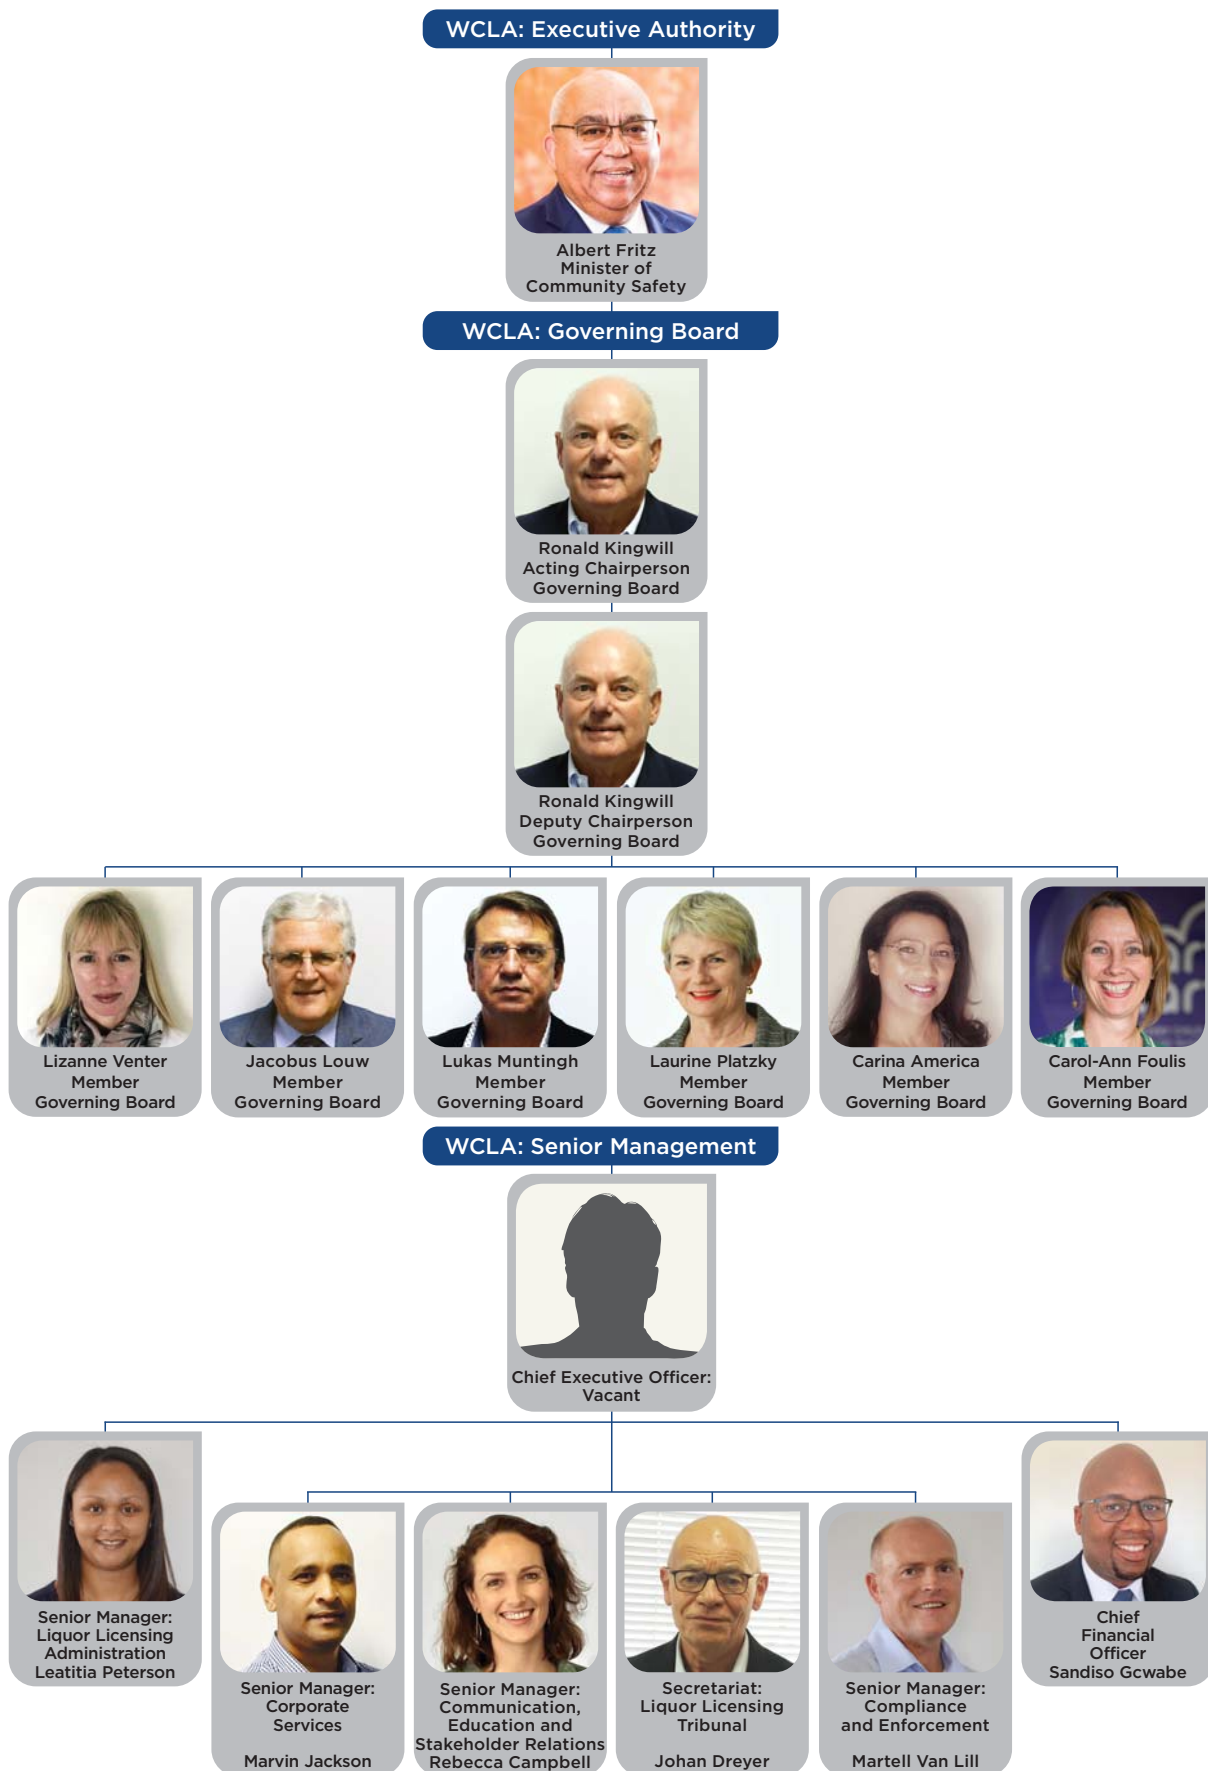 WCLA: Executive Authority
Albert Fritz
Minister of
Community Safety
WCLA: Governing Board
Ronald Kingwill
Acting Chairperson
Governing Board
Ronald Kingwill
Deputy Chairperson
Governing Board
Lizanne Venter
Member
Governing Board
Jacobus Louw
Member
Governing Board
Lukas Muntingh
Member
Governing Board
Laurine Platzky
Member
Governing Board
Carina America
Member
Governing Board
Carol-Ann Foulis
Member
Governing Board
WCLA: Senior Management
Chief Executive Officer:
Vacant
Senior Manager:
Liquor Licensing
Administration
Leatitia Peterson
Senior Manager:
Corporate
Services
Marvin Jackson
Senior Manager:
Communication,
Education and
Stakeholder Relations
Rebecca Campbell
Secretariat:
Liquor Licensing
Tribunal
Johan Dreyer
Senior Manager:
Compliance
and Enforcement
Martell Van Lill
Chief
Financial
Officer
Sandiso Gcwabe